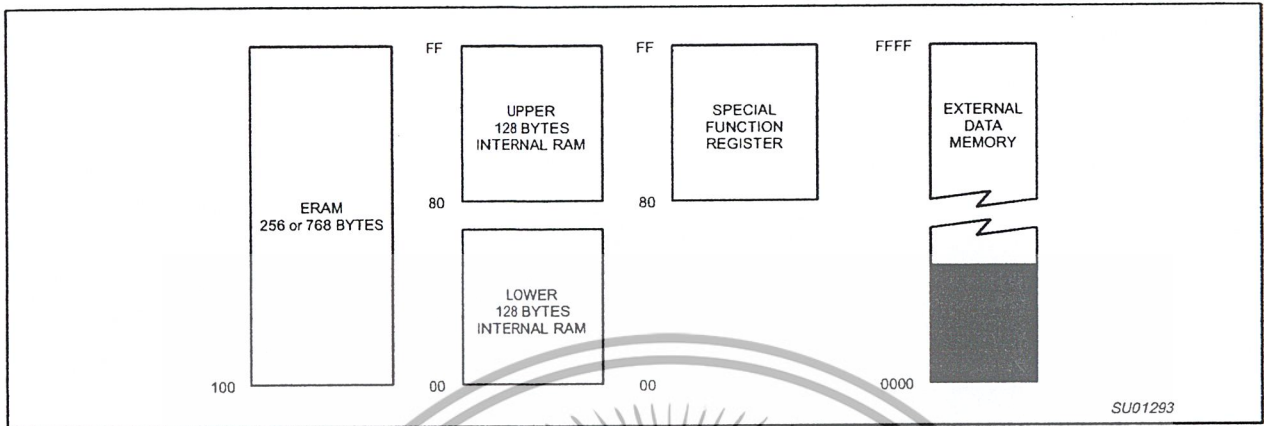 ERAM
256 or 768 BYTES
100
FF
UPPER
128 BYTES
INTERNAL RAM
80
LOWER
128 BYTES
INTERNAL RAM
00
FF
SPECIAL
FUNCTION
REGISTER
80
00
FFFF
EXTERNAL
DATA
MEMORY
0000
SU01293